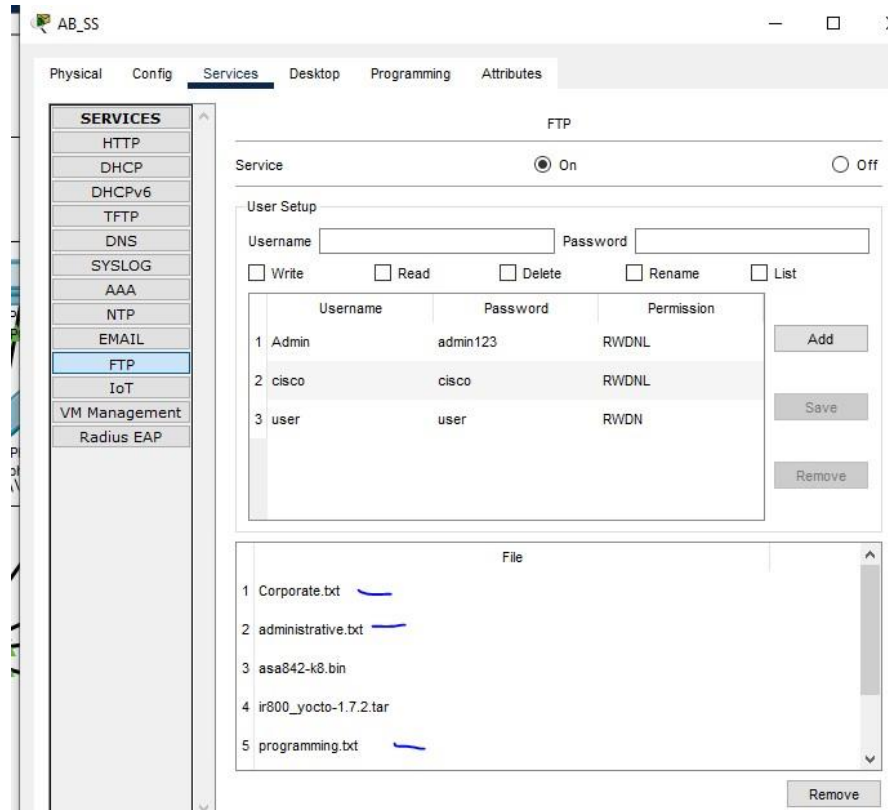 AB_SS
Physical Config Services Desktop Programming Attributes
SERVICES
HTTP
DHCP
DHCPv6
TFTP
DNS
SYSLOG
AAA
NTP
EMAIL
FTP
IoT
VM Management
Radius EAP
FTP
Service On Off
User Setup
Username Password
Write Read Delete Rename List
Username Password Permission
1 Admin admin123 RWDNL
2 cisco cisco RWDNL
3 user user RWDN
Add
Save
Remove
File
1 Corporate.txt
2 administrative.txt
3 asa842-k8.bin
4 ir800_yocto-1.7.2.tar
5 programming.txt
Remove